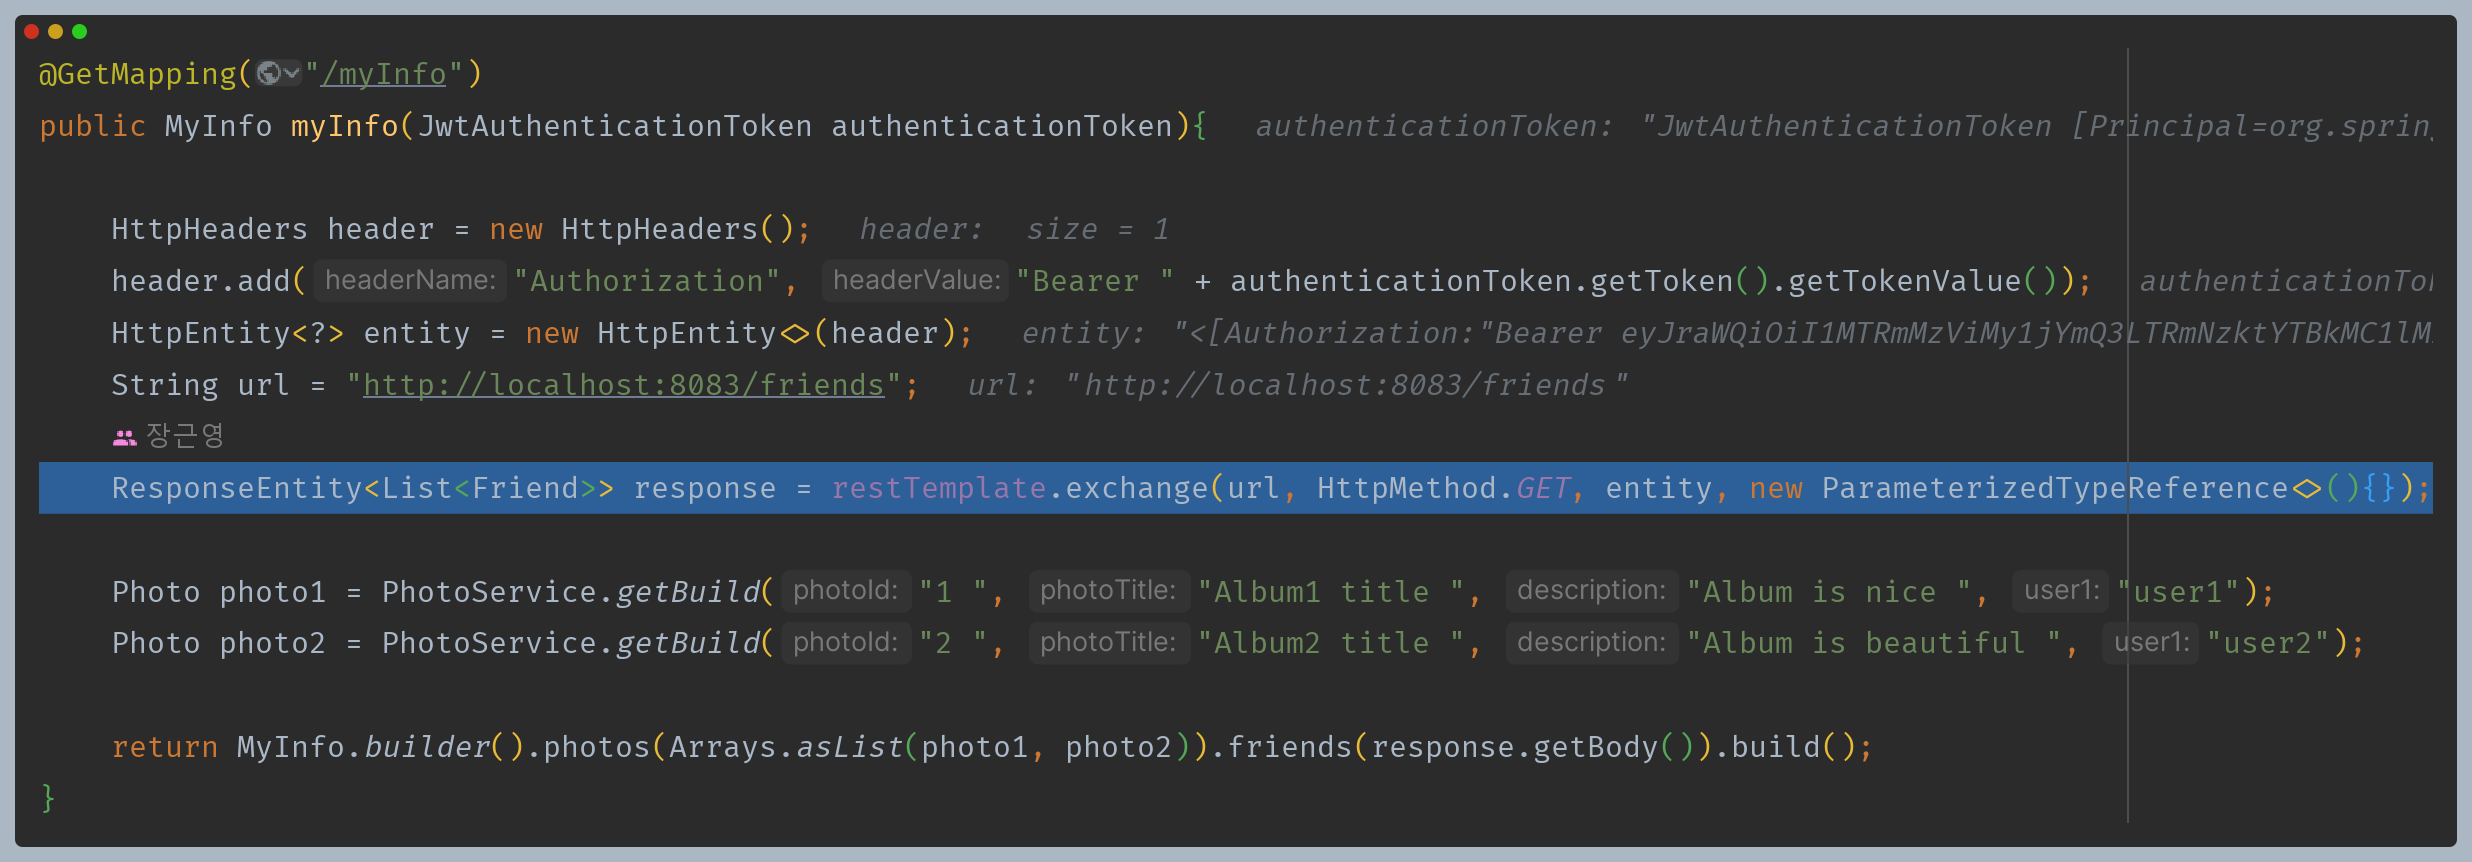 @GetMapping("/myInfo")
public MyInfo myInfo(JwtAuthenticationToken authenticationToken){ authenticationToken: "JwtAuthenticationToken [Principal=org.spring
HttpHeaders header = new HttpHeaders(); header: size = 1
header.add( headerName: "Authorization", headerValue: "Bearer " + authenticationToken.getToken().getTokenValue()); authenticationTo
HttpEntity<?> entity = new HttpEntity<>(header); entity: "<[Authorization:"Bearer eyJraWQiOiI1MTRmMzViMy1jYmQ3LTRmNzktYTBkMC1lM
String url = "http://localhost:8083/friends"; url: "http://localhost:8083/friends"
장근영
ResponseEntity<List<Friend>> response = restTemplate.exchange(url, HttpMethod.GET, entity, new ParameterizedTypeReference<>(){});
Photo photo1 = PhotoService.getBuild( photoId: "1 ", photoTitle: "Album1 title ", description: "Album is nice ", user1: "user1");
Photo photo2 = PhotoService.getBuild( photoId: "2 ", photoTitle: "Album2 title ", description: "Album is beautiful ", user1: "user2");
return MyInfo.builder().photos(Arrays.asList(photo1, photo2)).friends(response.getBody()).build();
}